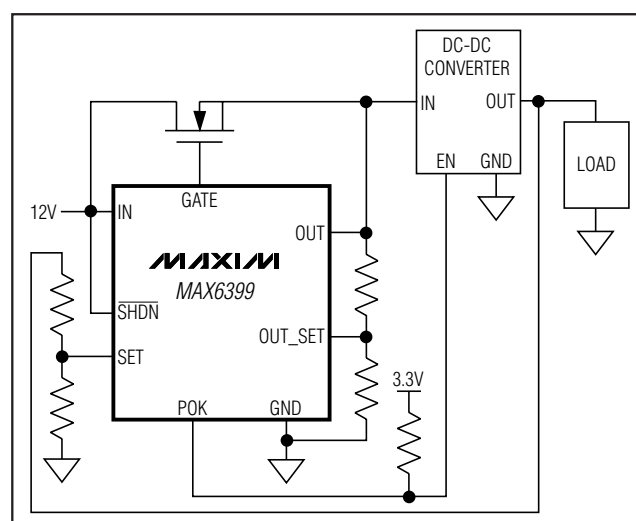 DC-DC
CONVERTER
IN
OUT
EN
GND
LOAD
12V
IN
GATE
OUT
MAXIM
MAX6399
SHDN
OUT_SET
SET
3.3V
POK
GND